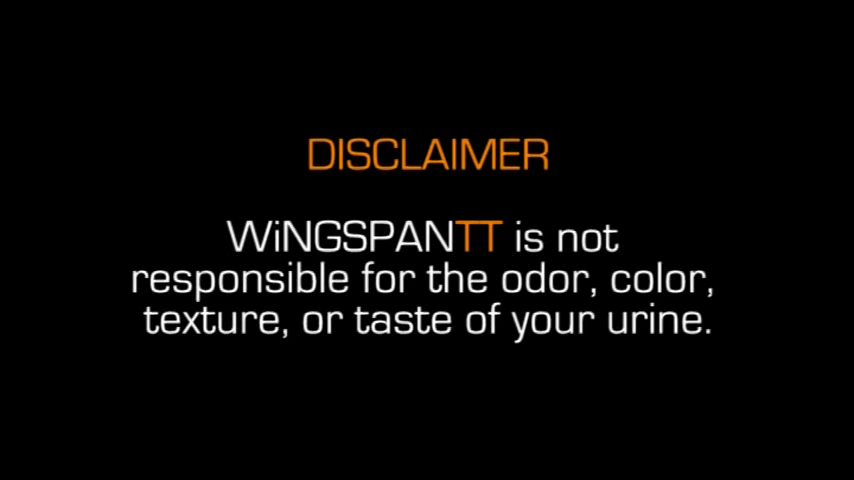 DISCLAIMER
WiNGSPANTT is not
responsible for the odor, color,
texture, or taste of your urine.